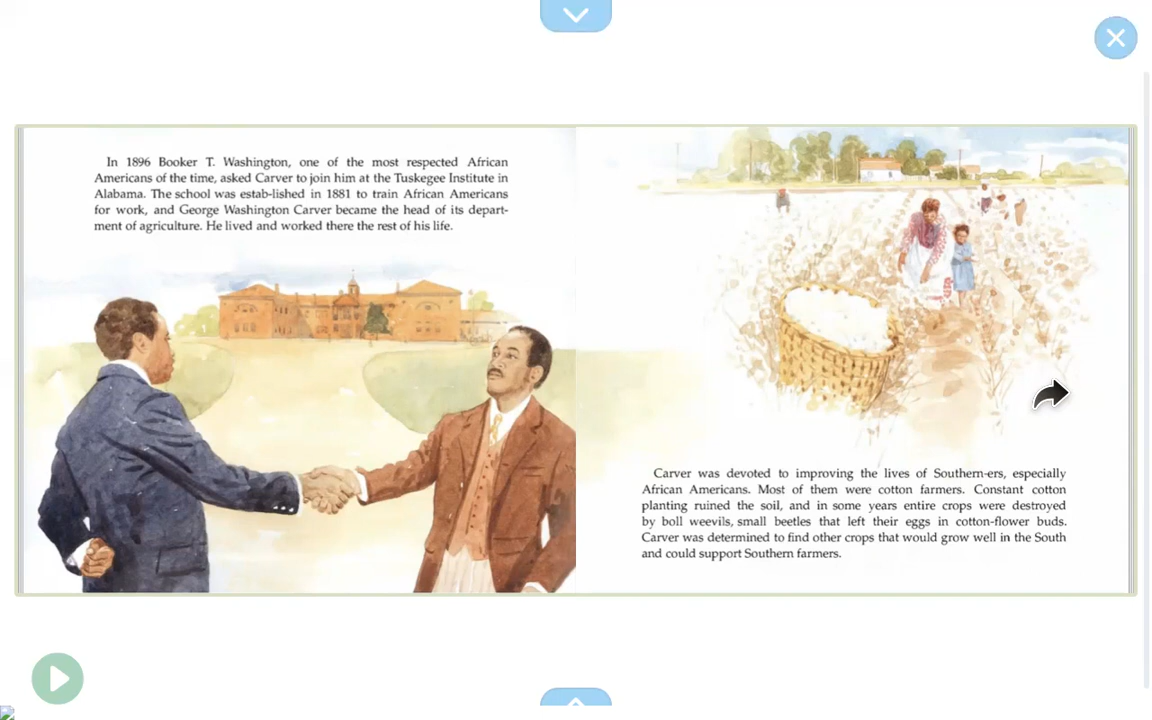 In 1896 Booker T. Washington, one of the most respected African
Americans of the time, asked Carver to join him at the Tuskegee Institute in
Alabama. The school was estab-lished in 1881 to train African Americans
for work, and George Washington Carver became the head of its depart-
ment of agriculture. He lived and worked there the rest of his life.
Carver was devoted to improving the lives of Southern-ers, especially
African Americans. Most of them were cotton farmers. Constant cotton
planting ruined the soil, and in some years entire crops were destroyed
by boll weevils, small beetles that left their eggs in cotton-flower buds.
Carver was determined to find other crops that would grow well in the South
and could support Southern farmers.